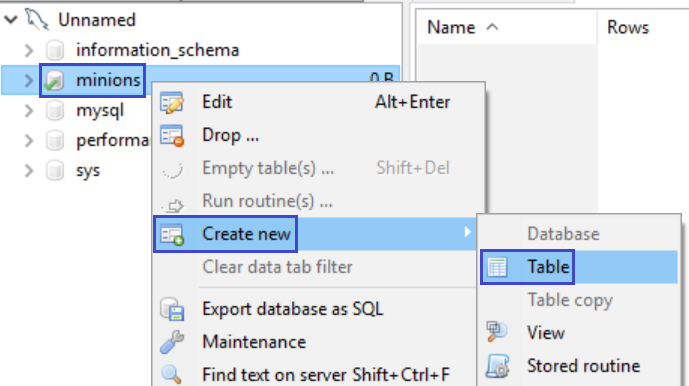 Unnamed
information_schema
minions 0 B
mysql
performa
sys
Name Rows
Edit Alt+Enter
Drop ...
Empty table(s) ... Shift+Del
Run routine(s) ...
Create new
Clear data tab filter
Export database as SQL
Maintenance
Find text on server Shift+Ctrl+F
Database
Table
Table copy
View
Stored routine